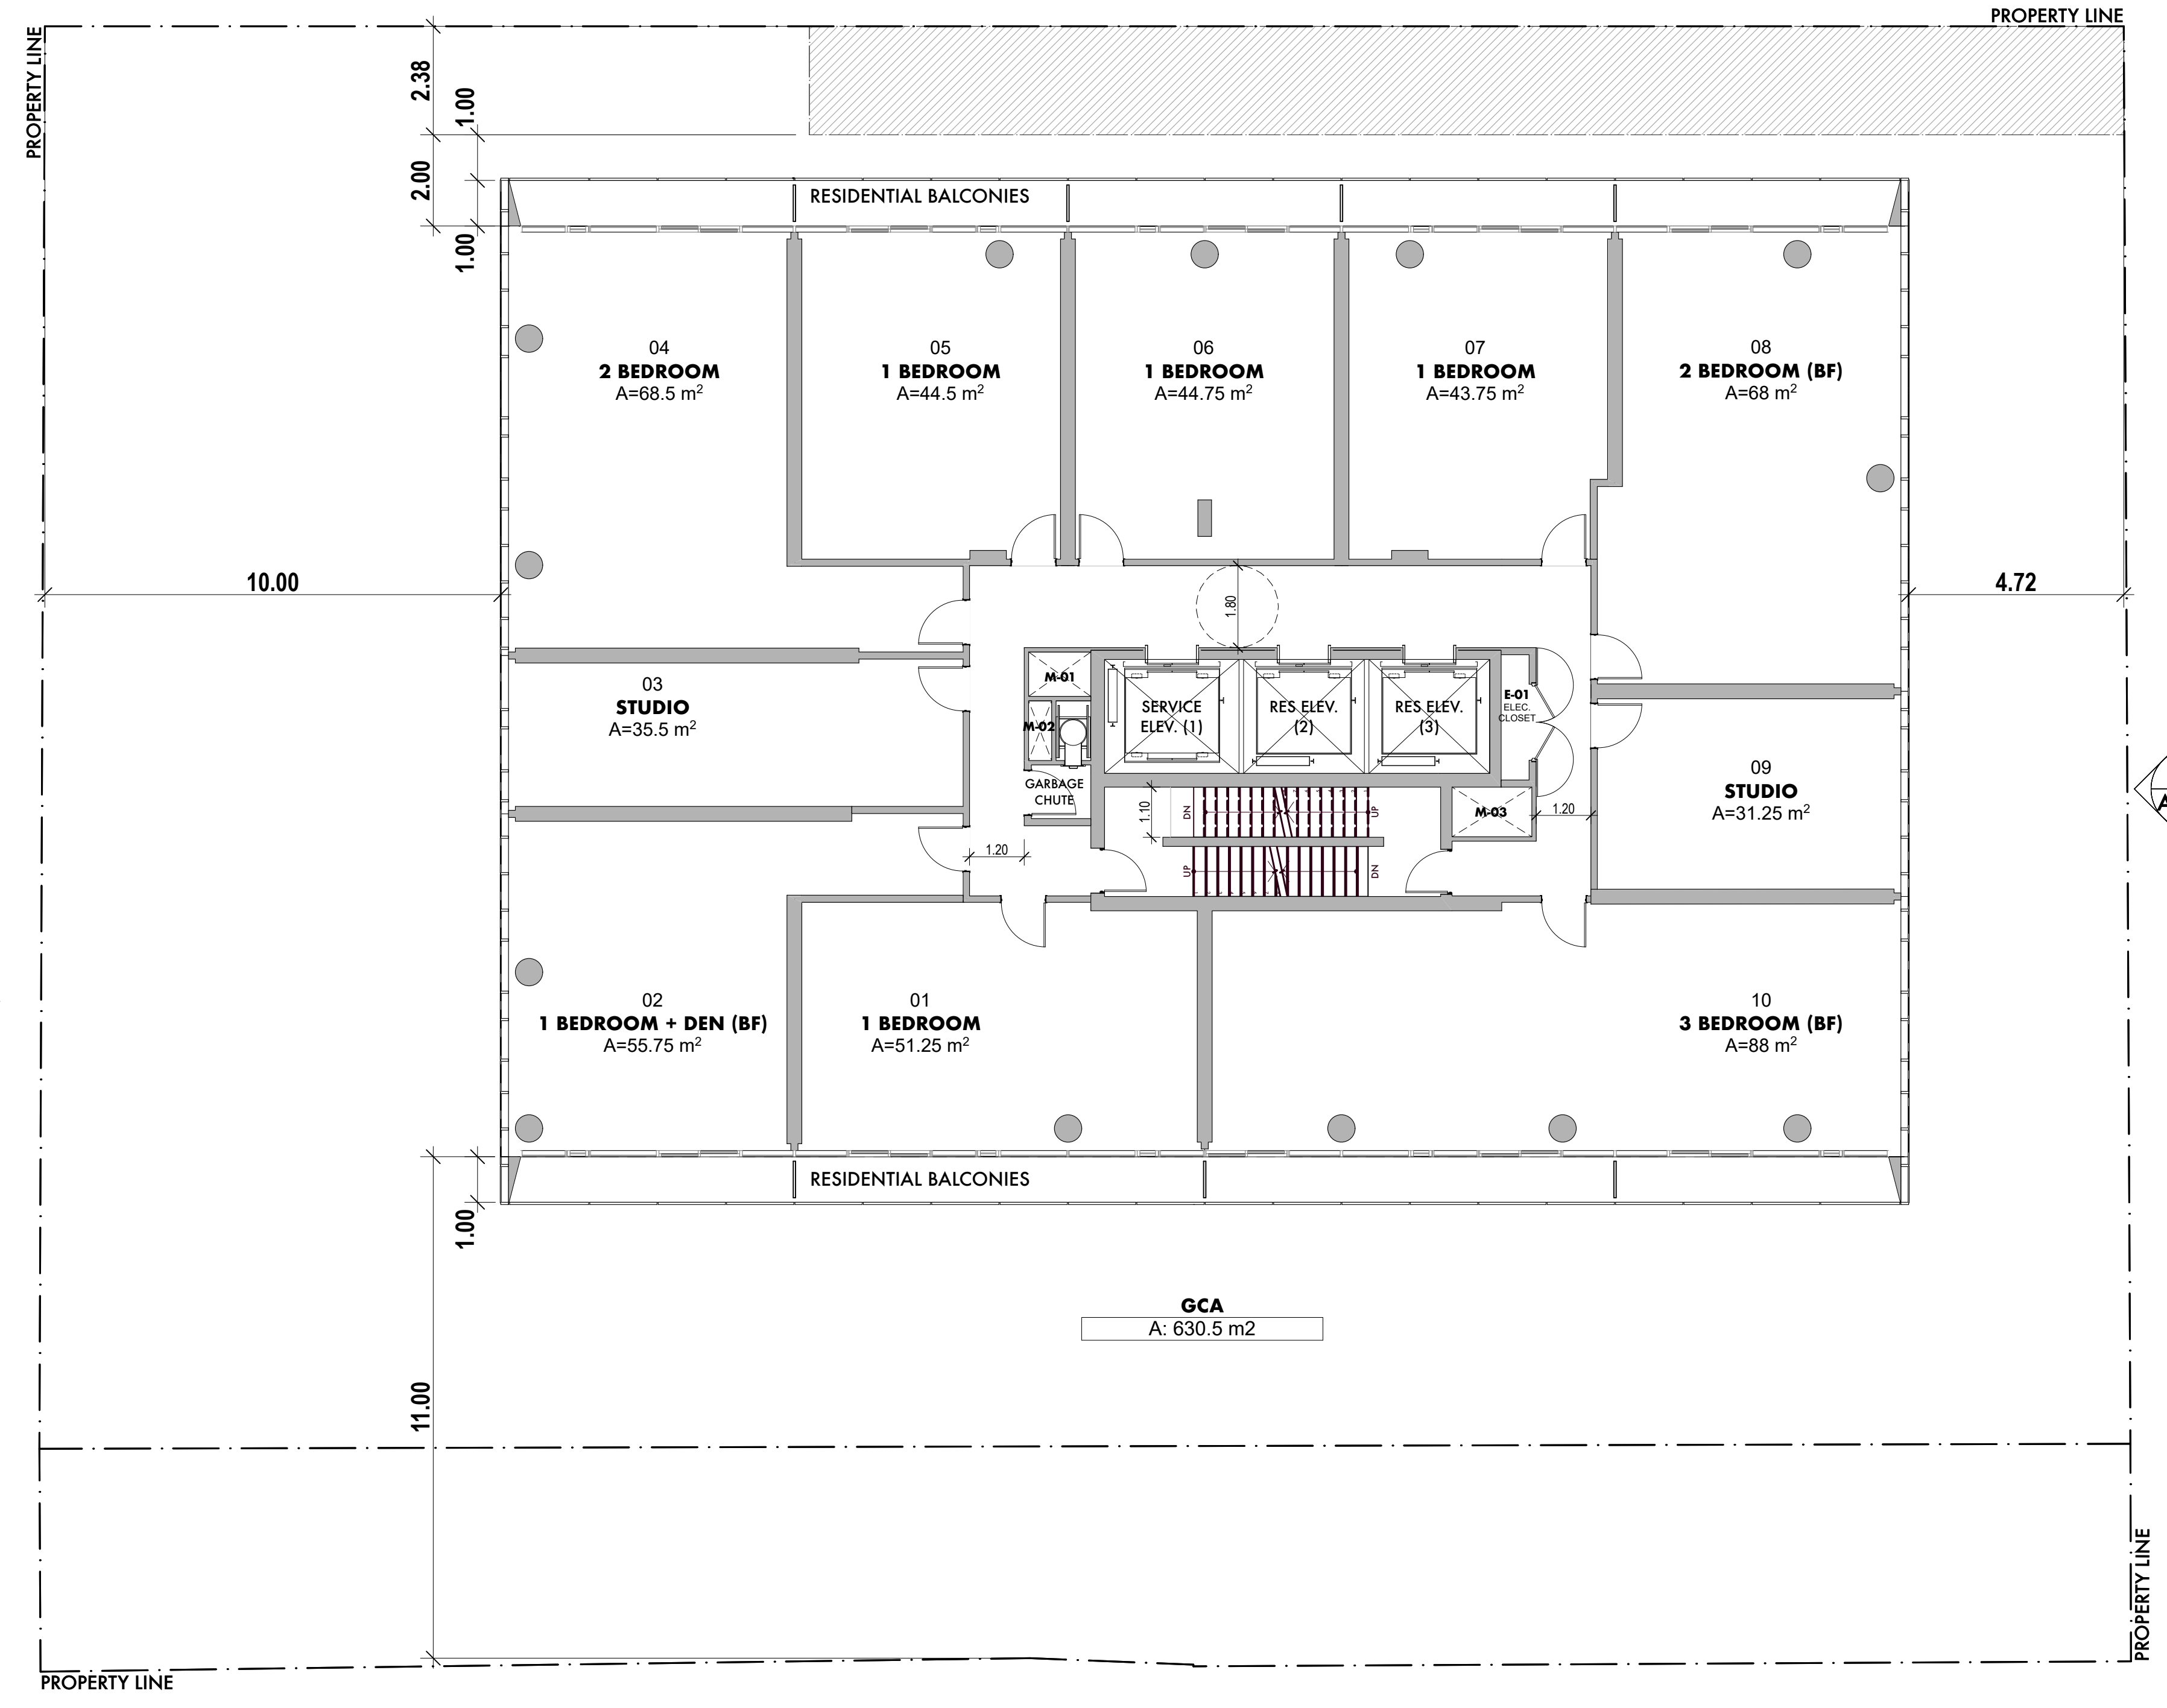 PROPERTY LINE
PROPERTY LINE
2.38
1.00
2.00
1.00
RESIDENTIAL BALCONIES
04
2 BEDROOM
A=68.5 m²
05
1 BEDROOM
A=44.5 m²
06
1 BEDROOM
A=44.75 m²
07
1 BEDROOM
A=43.75 m²
08
2 BEDROOM (BF)
A=68 m²
10.00
4.72
1.80
03
STUDIO
A=35.5 m²
M-01
M-02
GARBAGE
CHUTE
SERVICE
ELEV. (1)
RES ELEV.
(2)
RES ELEV.
(3)
E-01
ELEC.
CLOSET
09
STUDIO
A=31.25 m²
A
1.10
DN
UP
M-03
1.20
1.20
UP
DN
02
1 BEDROOM + DEN (BF)
A=55.75 m²
01
1 BEDROOM
A=51.25 m²
10
3 BEDROOM (BF)
A=88 m²
RESIDENTIAL BALCONIES
1.00
GCA
A: 630.5 m2
11.00
PROPERTY LINE
PROPERTY LINE